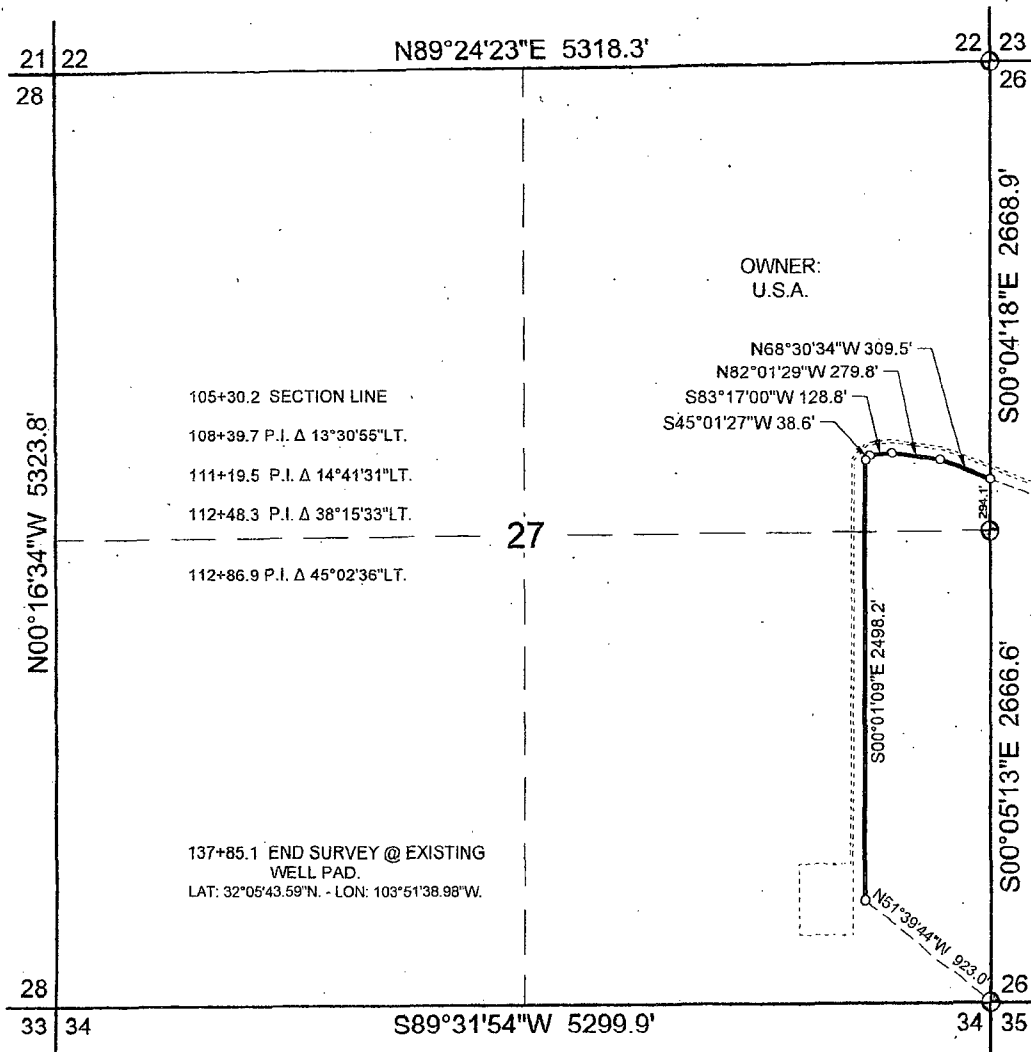 N89°24'23"E 5318.3'
21 22
28
22 23
26
S00°04'18"E 2668.9'
OWNER:
U.S.A.
N68°30'34"W 309.5'
N82°01'29"W 279.8'
S83°17'00"W 128.8'
S45°01'27"W 38.6'
105+30.2 SECTION LINE
108+39.7 P.I. Δ 13°30'55"LT.
111+19.5 P.I. Δ 14°41'31"LT.
112+48.3 P.I. Δ 38°15'33"LT.
112+86.9 P.I. Δ 45°02'36"LT.
N00°16'34"W 5323.8'
294.1'
27
S00°01'09"E 2498.2'
S00°05'13"E 2666.6'
137+85.1 END SURVEY @ EXISTING
WELL PAD.
LAT: 32°05'43.59"N. - LON: 103°51'38.98"W.
N51°39'44"W 923.0'
28
33 34
S89°31'54"W 5299.9'
26
34 35